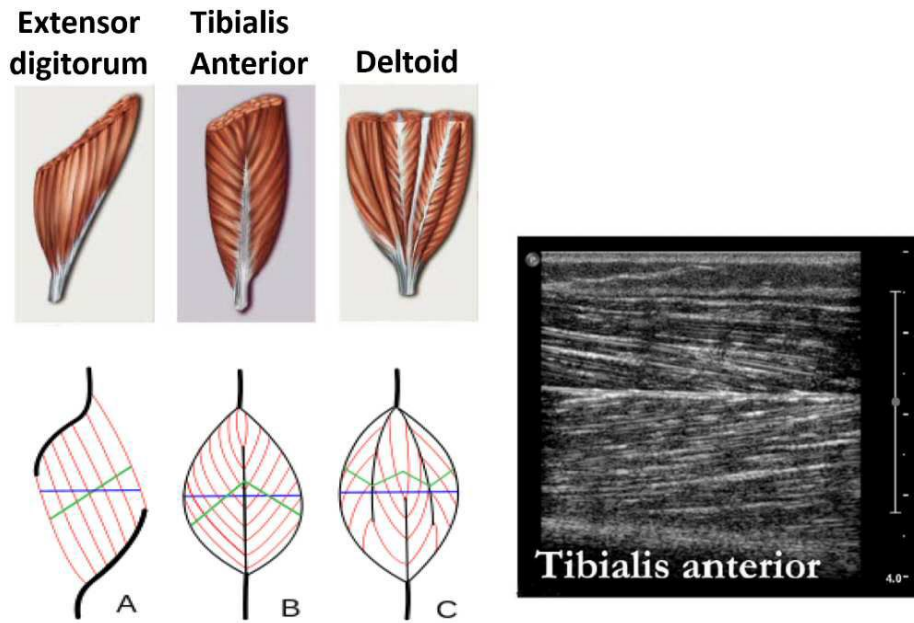 Extensor
digitorum
Tibialis
Anterior
Deltoid
A
B
C
Tibialis anterior
4.0